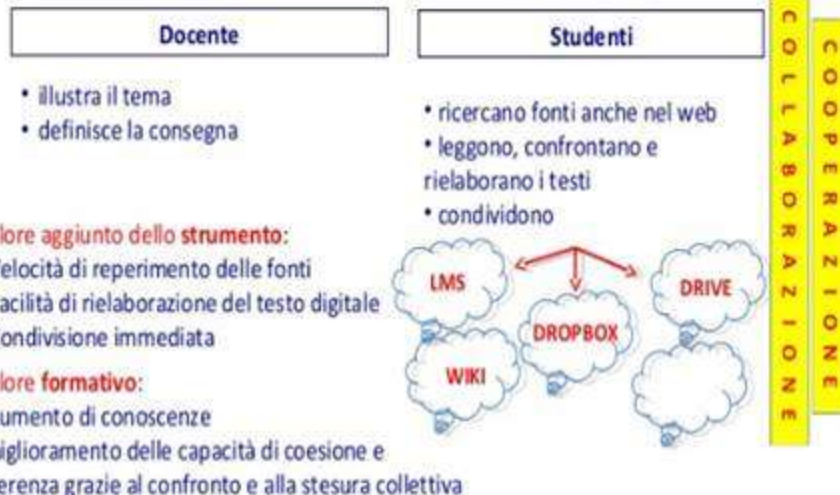 Docente
• illustra il tema
• definisce la consegna
Studenti
• ricercano fonti anche nel web
• leggono, confrontano e
rielaborano i testi
• condividono
LMS
DROPBOX
DRIVE
WIKI
lore aggiunto dello strumento:
elocità di reperimento delle fonti
acilità di rielaborazione del testo digitale
ondivisione immediata
lore formativo:
umento di conoscenze
iglioramento delle capacità di coesione e
erenza grazie al confronto e alla stesura collettiva
COLLABORAZIONE
COOPERAZIONE